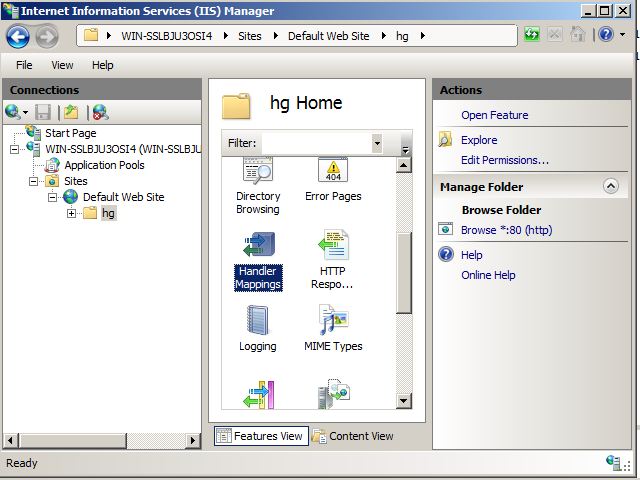 Internet Information Services (IIS) Manager
WIN-SSLBJU3OSI4 Sites Default Web Site hg
File View Help
Connections
Start Page
WIN-SSLBJU3OSI4 (WIN-SSLBJU
Application Pools
Sites
Default Web Site
hg
hg Home
Filter:
404
Directory
Browsing
Error Pages
Handler
Mappings
HTTP
Respo...
Logging
MIME Types
Features View
Content View
Actions
Open Feature
Explore
Edit Permissions...
Manage Folder
Browse Folder
Browse *:80 (http)
Help
Online Help
Ready